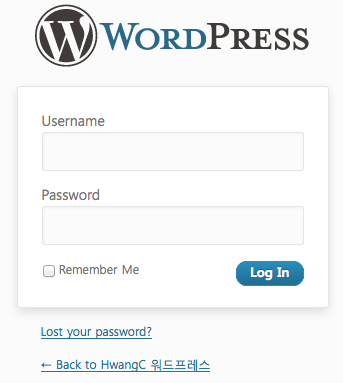 WORDPRESS
Username
Password
Remember Me
Log In
Lost your password?
← Back to HwangC 워드프레스